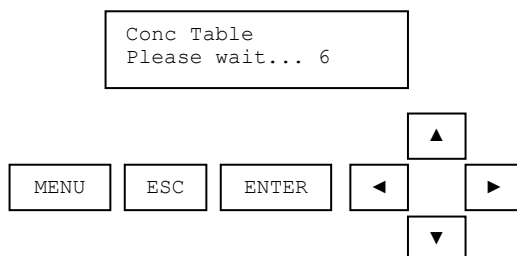 Conc Table
Please wait... 6
▲
MENU ESC ENTER ◄ ►
▼